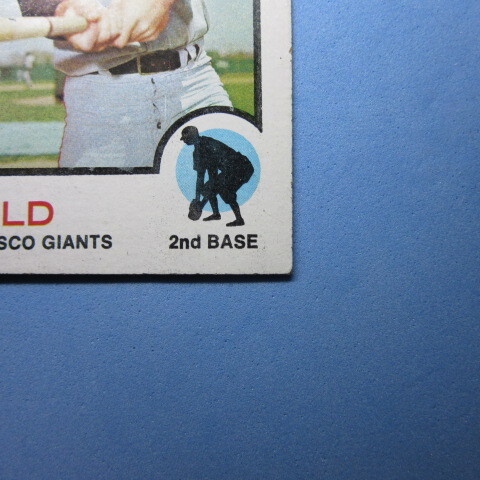 LD
SCO GIANTS
2nd BASE